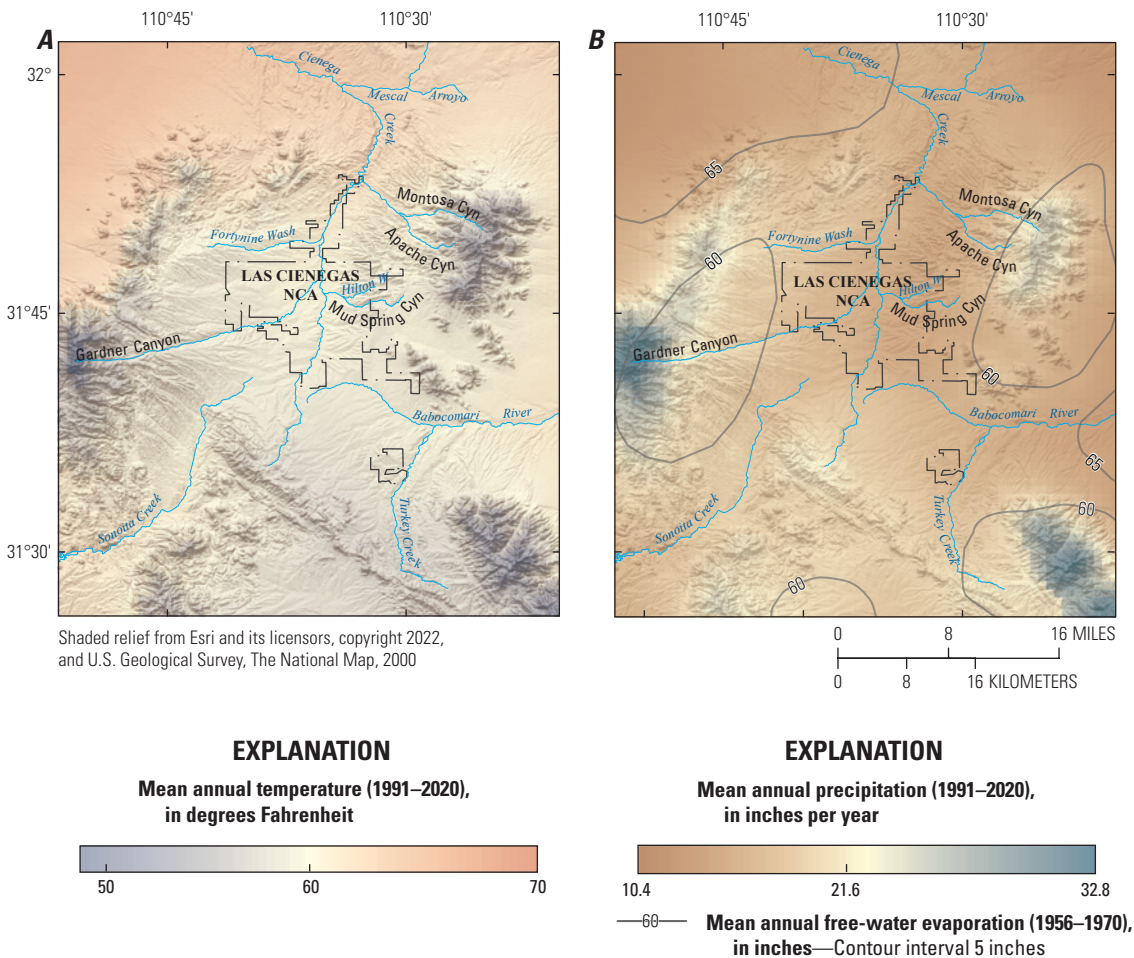 A
110°45'
110°30'
32°
31°45'
31°30'
Cienega
Creek
Mescal Arroyo
Montosa Cyn
Apache Cyn
Fortynine Wash
LAS CIENEGAS
NCA
Hilton W
Mud Spring Cyn
Gardner Canyon
Babocomari River
Sonoita Creek
Turkey Creek
Shaded relief from Esri and its licensors, copyright 2022,
and U.S. Geological Survey, The National Map, 2000
B
110°45'
110°30'
Cienega
Creek
Mescal Arroyo
65
Montosa Cyn
Apache Cyn
Fortynine Wash
60
LAS CIENEGAS
NCA
Hilton W
Mud Spring Cyn
Gardner Canyon
60
Babocomari River
65
Sonoita Creek
Turkey Creek
60
60
0 8 16 MILES
0 8 16 KILOMETERS
EXPLANATION
Mean annual temperature (1991–2020),
in degrees Fahrenheit
50 60 70
EXPLANATION
Mean annual precipitation (1991–2020),
in inches per year
10.4 21.6 32.8
60 Mean annual free-water evaporation (1956–1970),
in inches—Contour interval 5 inches